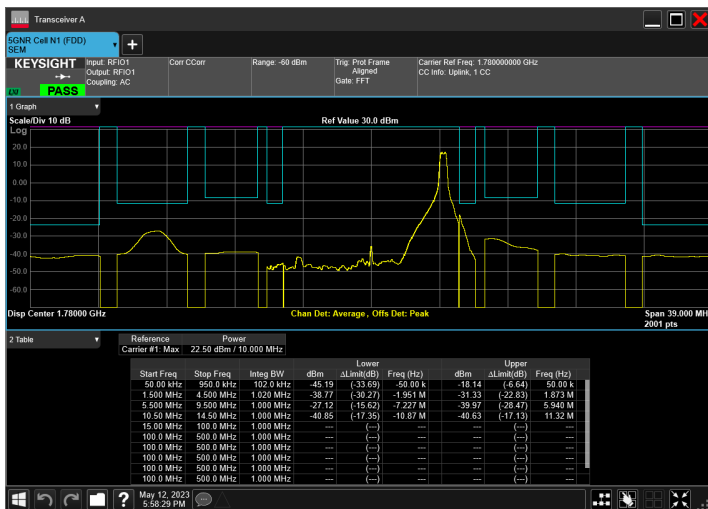 Transceiver A
5GNR Cell N1 (FDD)
SEM
KEYSIGHT
LXI
PASS
Input: RFIO1
Output: RFIO1
Coupling: AC
Corr CCorr
Range: -60 dBm
Trig: Prot Frame
Aligned
Gate: FFT
Carrier Ref Freq: 1.780000000 GHz
CC Info: Uplink, 1 CC
1 Graph
Scale/Div 10 dB
Ref Value 30.0 dBm
Log
20.0
10.0
0.00
-10.0
-20.0
-30.0
-40.0
-50.0
-60.0
Disp Center 1.78000 GHz
Chan Det: Average, Offs Det: Peak
Span 39.000 MH
2001 pts
2 Table
Reference Power
Carrier #1: Max 22.50 dBm / 10.000 MHz
Lower Upper
Start Freq Stop Freq Integ BW dBm ΔLimit(dB) Freq (Hz) dBm ΔLimit(dB) Freq (Hz)
50.00 kHz 950.0 kHz 102.0 kHz -45.19 (-33.69) -50.00 k -18.14 (-6.64) 50.00 k
1.500 MHz 4.500 MHz 1.020 MHz -38.77 (-30.27) -1.951 M -31.33 (-22.83) 1.873 M
5.500 MHz 9.500 MHz 1.000 MHz -27.12 (-15.62) -7.227 M -39.97 (-28.47) 5.940 M
10.50 MHz 14.50 MHz 1.000 MHz -40.85 (-17.35) -10.87 M -40.63 (-17.13) 11.32 M
15.00 MHz 100.0 MHz 1.000 MHz --- (---) --- --- (---) ---
100.0 MHz 500.0 MHz 1.000 MHz --- (---) --- --- (---) ---
100.0 MHz 500.0 MHz 1.000 MHz --- (---) --- --- (---) ---
100.0 MHz 500.0 MHz 1.000 MHz --- (---) --- --- (---) ---
100.0 MHz 500.0 MHz 1.000 MHz --- (---) --- --- (---) ---
100.0 MHz 500.0 MHz 1.000 MHz --- (---) --- --- (---) ---
May 12, 2023
5:58:29 PM